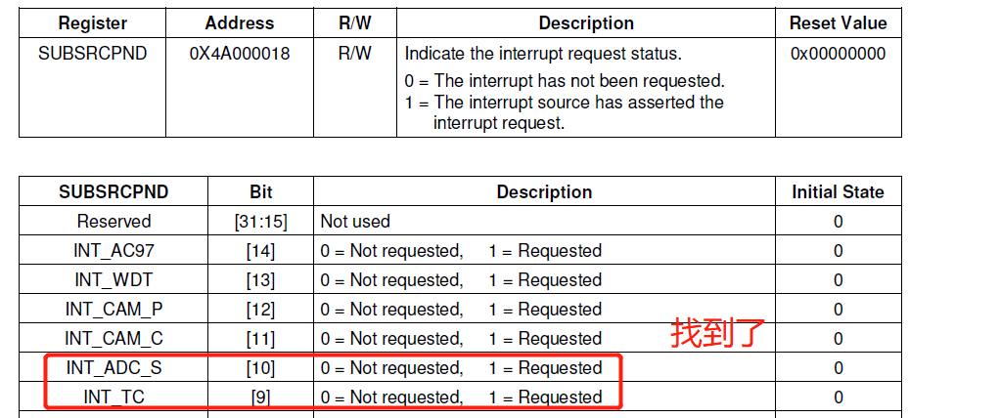 Register Address R/W Description Reset Value
SUBSRCPND 0X4A000018 R/W Indicate the interrupt request status. 0x00000000
0 = The interrupt has not been requested.
1 = The interrupt source has asserted the
interrupt request.
SUBSRCPND Bit Description Initial State
Reserved [31:15] Not used 0
INT_AC97 [14] 0 = Not requested, 1 = Requested 0
INT_WDT [13] 0 = Not requested, 1 = Requested 0
INT_CAM_P [12] 0 = Not requested, 1 = Requested 0
INT_CAM_C [11] 0 = Not requested, 1 = Requested 0
找到了
INT_ADC_S [10] 0 = Not requested, 1 = Requested 0
INT_TC [9] 0 = Not requested, 1 = Requested 0